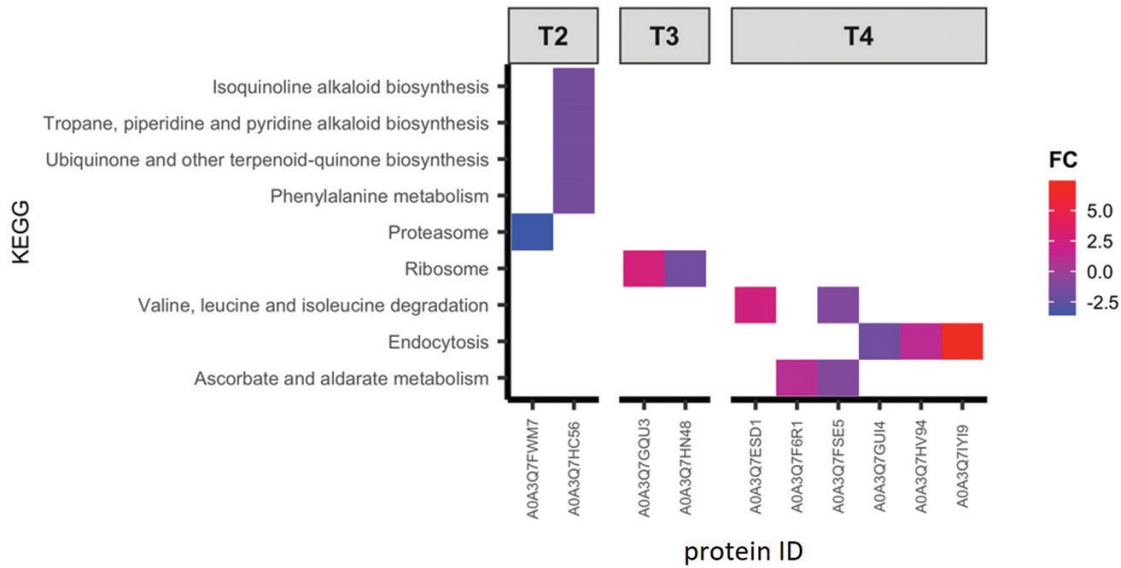 T2
T3
T4
Isoquinoline alkaloid biosynthesis
Tropane, piperidine and pyridine alkaloid biosynthesis
Ubiquinone and other terpenoid-quinone biosynthesis
Phenylalanine metabolism
Proteasome
Ribosome
Valine, leucine and isoleucine degradation
Endocytosis
Ascorbate and aldarate metabolism
KEGG
A0A3Q7FWM7
A0A3Q7HC56
A0A3Q7GQU3
A0A3Q7HN48
A0A3Q7ESD1
A0A3Q7F6R1
A0A3Q7FSE5
A0A3Q7GUI4
A0A3Q7HV94
A0A3Q7IYI9
protein ID
FC
5.0
2.5
0.0
-2.5